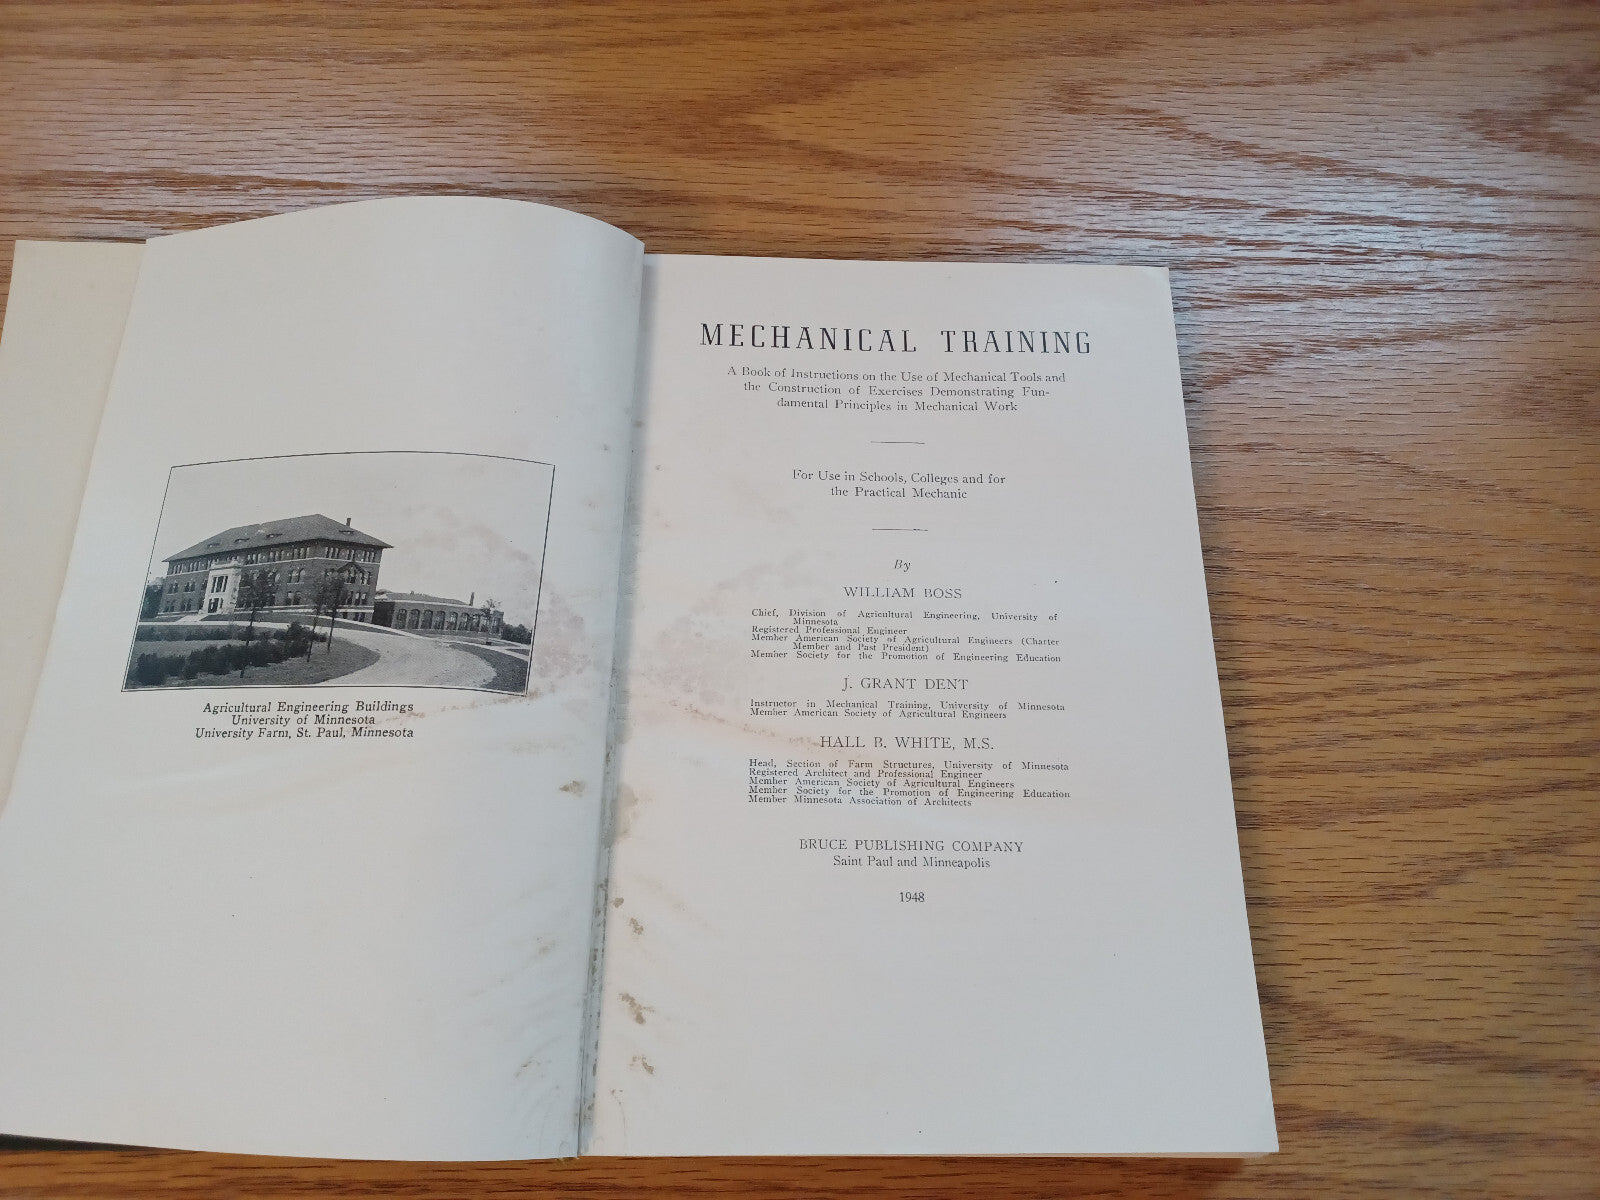 Agricultural Engineering Buildings
University of Minnesota
University Farm, St. Paul, Minnesota
MECHANICAL TRAINING
A Book of Instructions on the Use of Mechanical Tools and
the Construction of Exercises Demonstrating Fun-
damental Principles in Mechanical Work
For Use in Schools, Colleges and for
the Practical Mechanic
By
WILLIAM BOSS
Chief, Division of Agricultural Engineering, University of
Minnesota
Registered Professional Engineer
Member American Society of Agricultural Engineers (Charter
Member and Past President)
Member Society for the Promotion of Engineering Education
J. GRANT DENT
Instructor in Mechanical Training, University of Minnesota
Member American Society of Agricultural Engineers
HALL B. WHITE, M.S.
Head, Section of Farm Structures, University of Minnesota
Registered Architect and Professional Engineer
Member American Society of Agricultural Engineers
Member Society for the Promotion of Engineering Education
Member Minnesota Association of Architects
BRUCE PUBLISHING COMPANY
Saint Paul and Minneapolis
1948